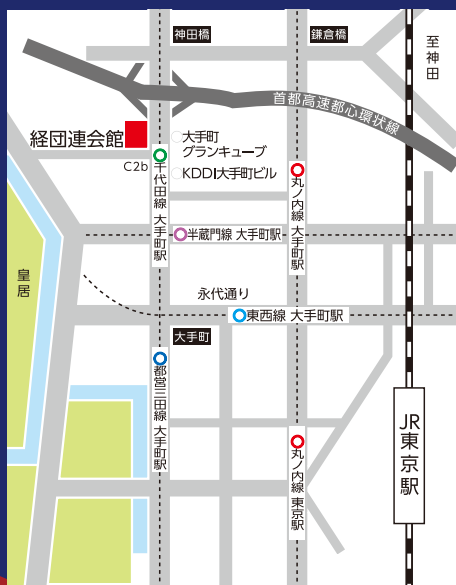 神田橋
鎌倉橋
至神田
首都高速都心環状線
経団連会館
大手町
グランキューブ
C2b
KDDI大手町ビル
千代田線 大手町駅
丸ノ内線 大手町駅
半蔵門線 大手町駅
皇居
永代通り
東西線 大手町駅
大手町
都営三田線 大手町駅
JR東京駅
丸ノ内線 東京駅